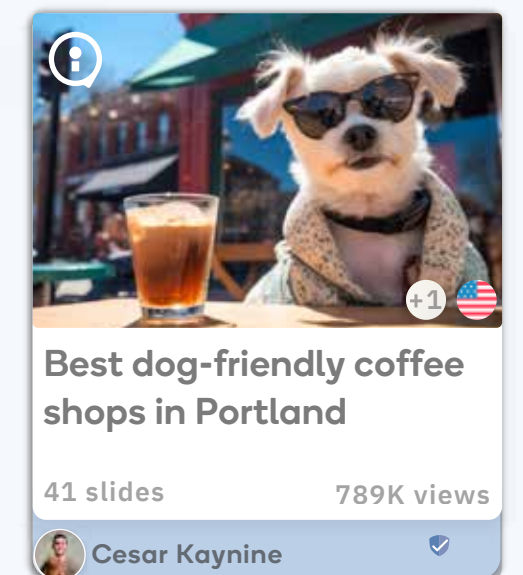 +1
Best dog-friendly coffee
shops in Portland
41 slides
789K views
Cesar Kaynine